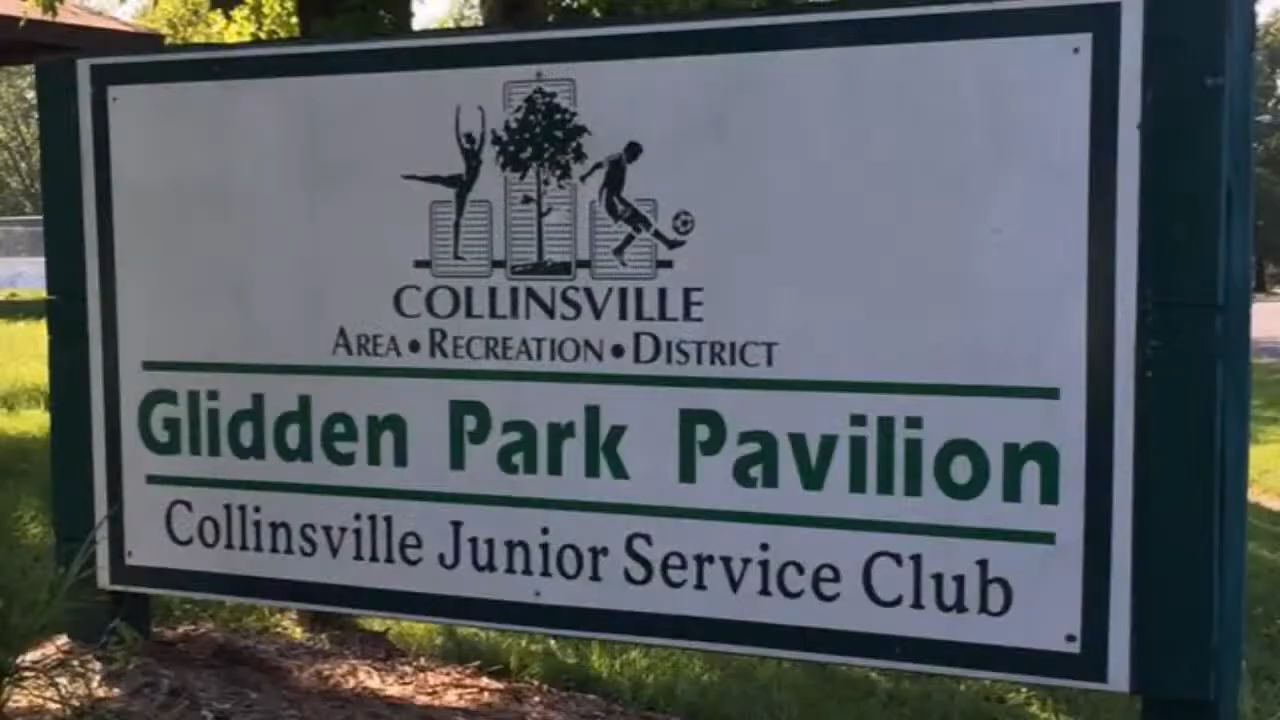 COLLINSVILLE
AREA • RECREATION • DISTRICT
Glidden Park Pavilion
Collinsville Junior Service Club